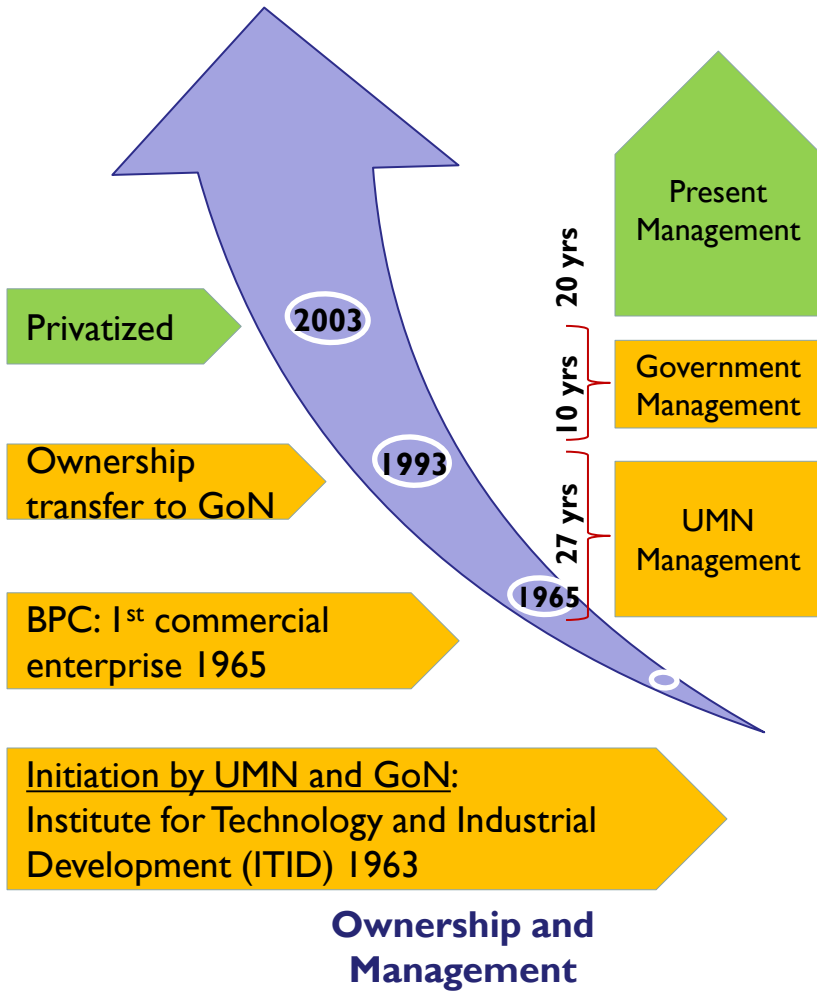 Present
Management
20 yrs
2003
Privatized
Government
Management
10 yrs
1993
Ownership
transfer to GoN
UMN
Management
27 yrs
1965
BPC: 1st commercial
enterprise 1965
Initiation by UMN and GoN:
Institute for Technology and Industrial
Development (ITID) 1963
Ownership and
Management